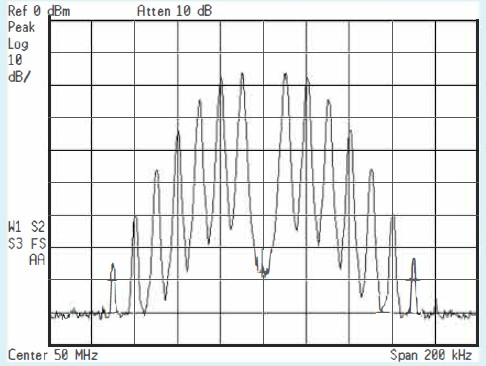 Ref 0 dBm Atten 10 dB
Peak
Log
10
dB/
W1 S2
S3 FS
AA
Center 50 MHz Span 200 kHz